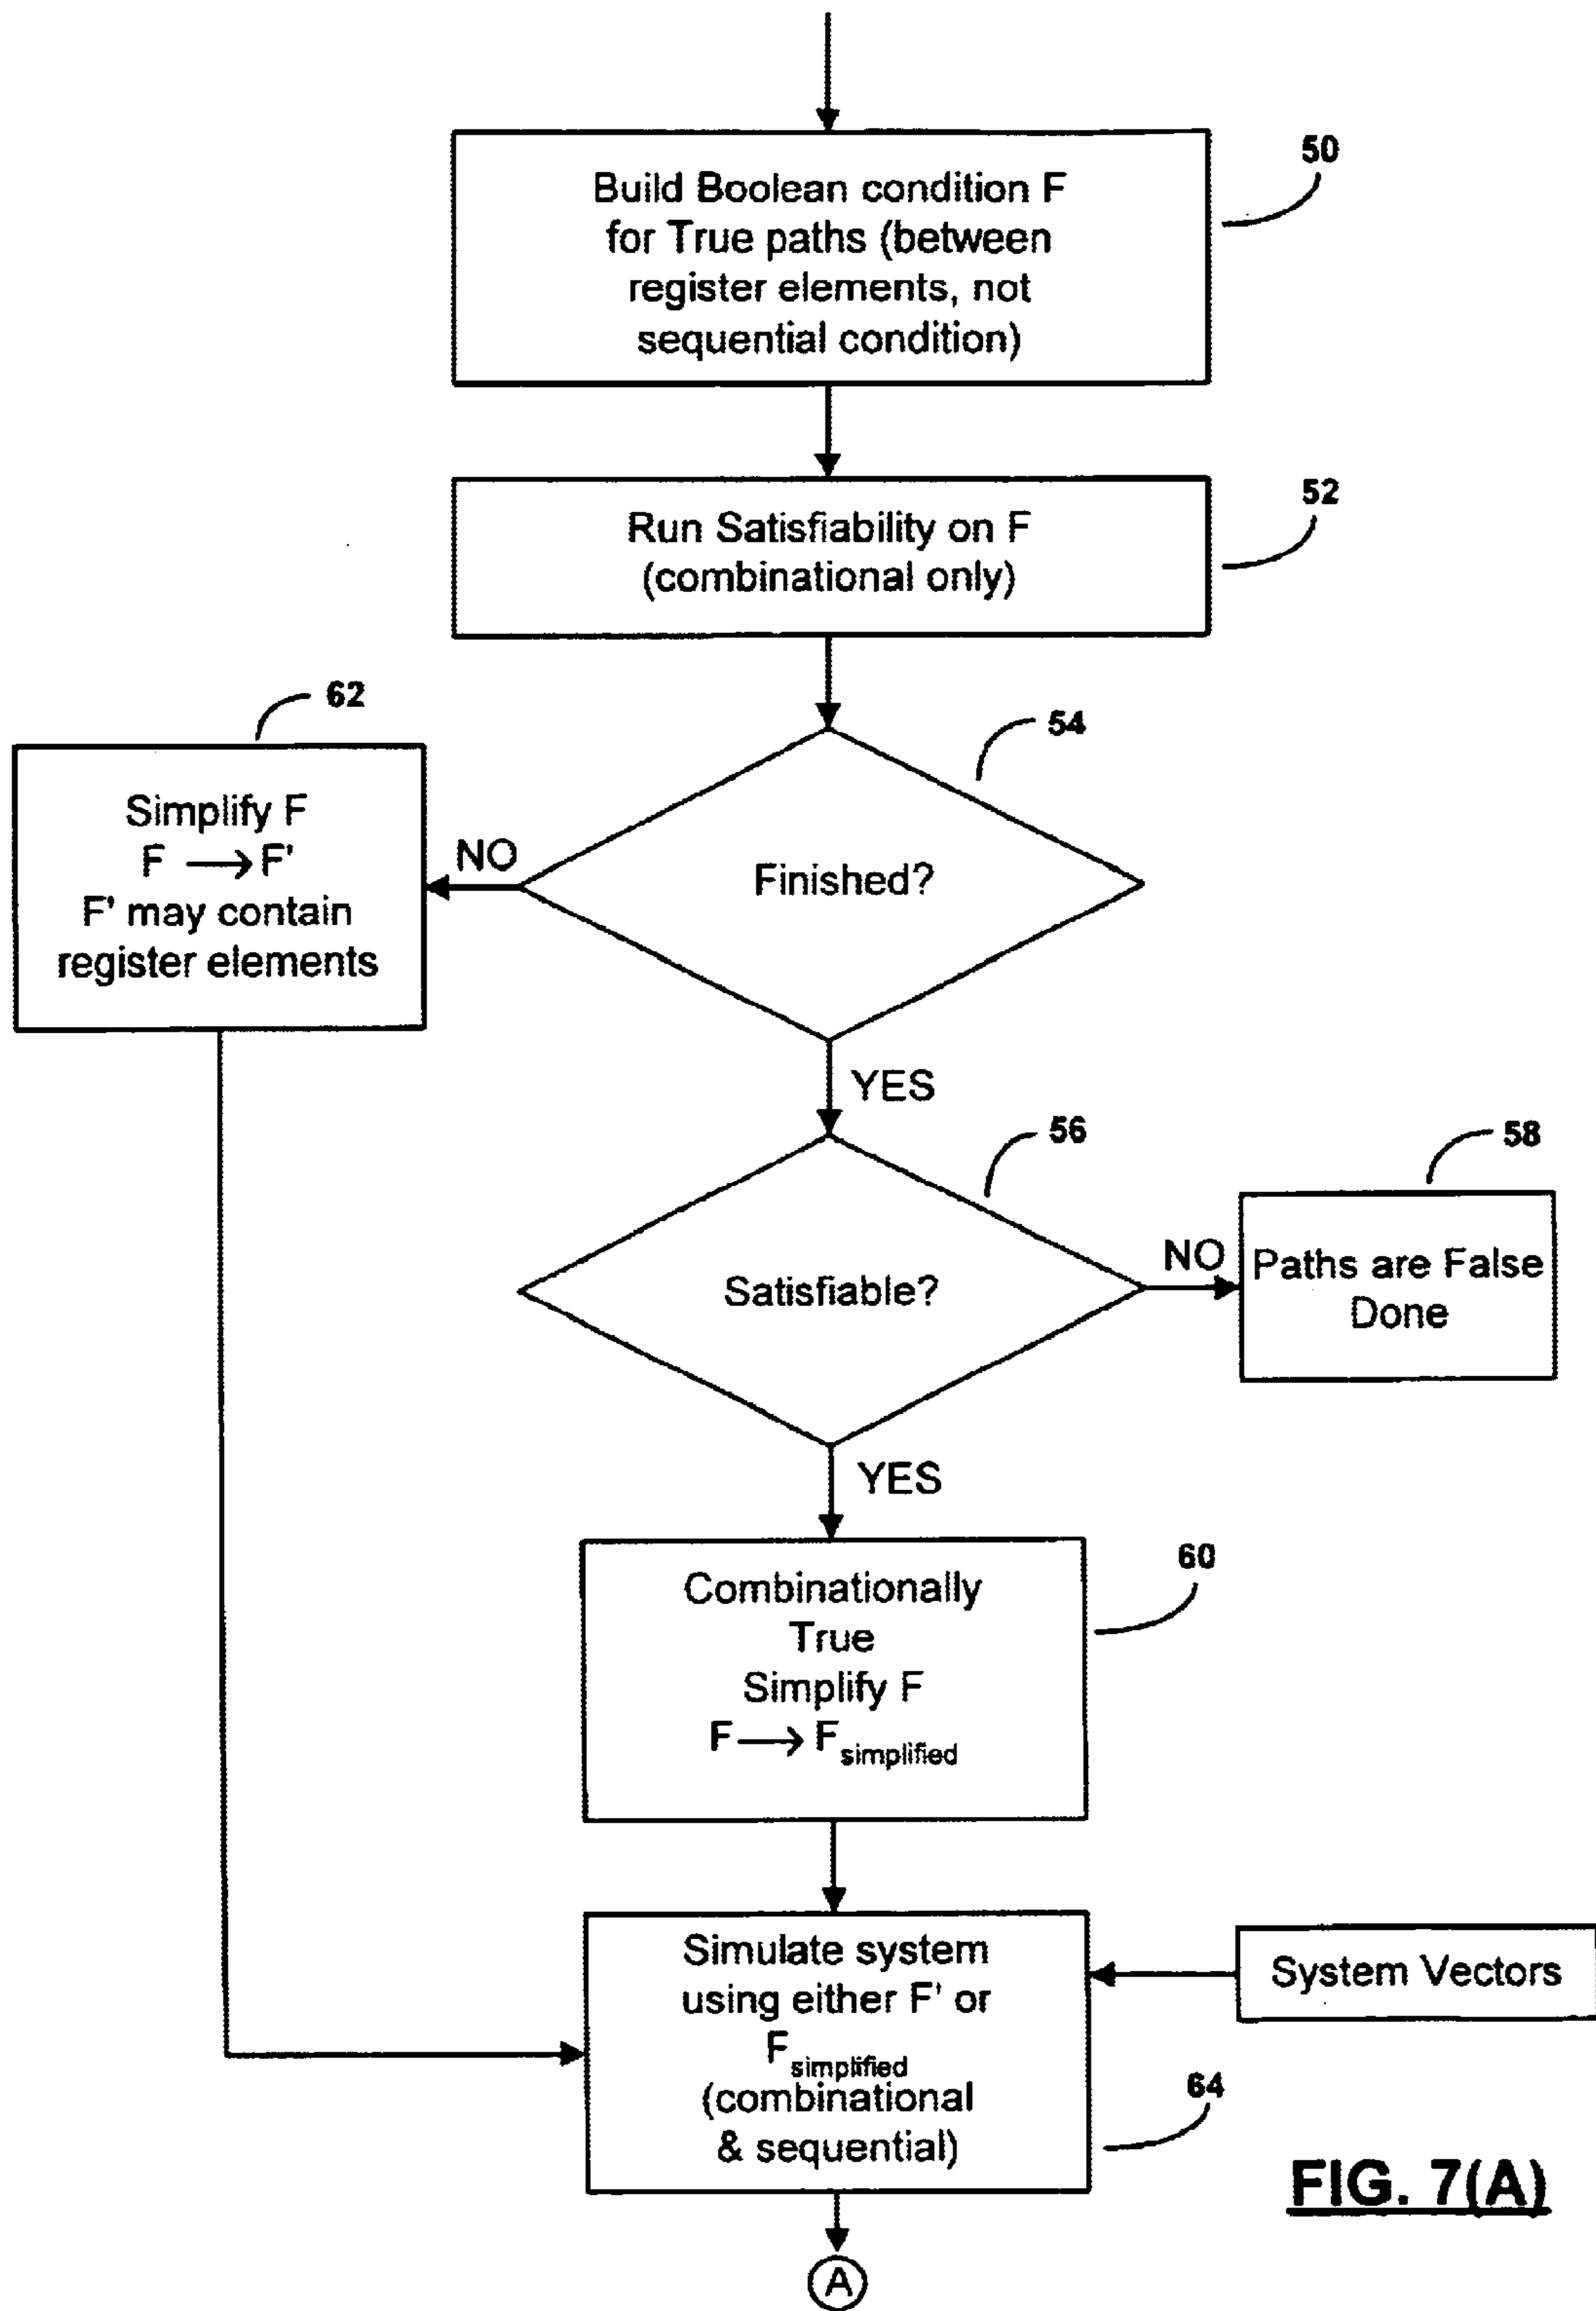 Build Boolean condition F
for True paths (between
register elements, not
sequential condition)
50
Run Satisfiability on F
(combinational only)
52
62
Simplify F
F → F'
F' may contain
register elements
NO
54
Finished?
YES
56
Satisfiable?
NO
58
Paths are False
Done
YES
60
Combinationally
True
Simplify F
F → F simplified
Simulate system
using either F' or
F simplified
(combinational
& sequential)
System Vectors
64
FIG. 7(A)
A